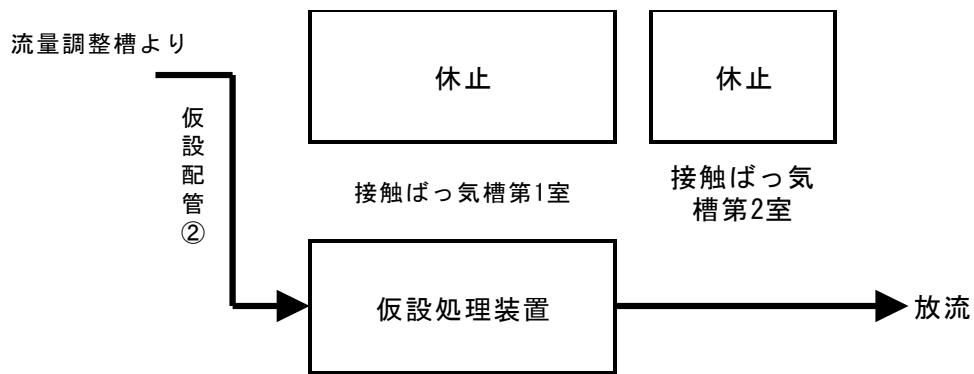 流量調整槽より
休止
休止
仮設配管②
接触ばっ気槽第1室
接触ばっ気
槽第2室
仮設処理装置
放流